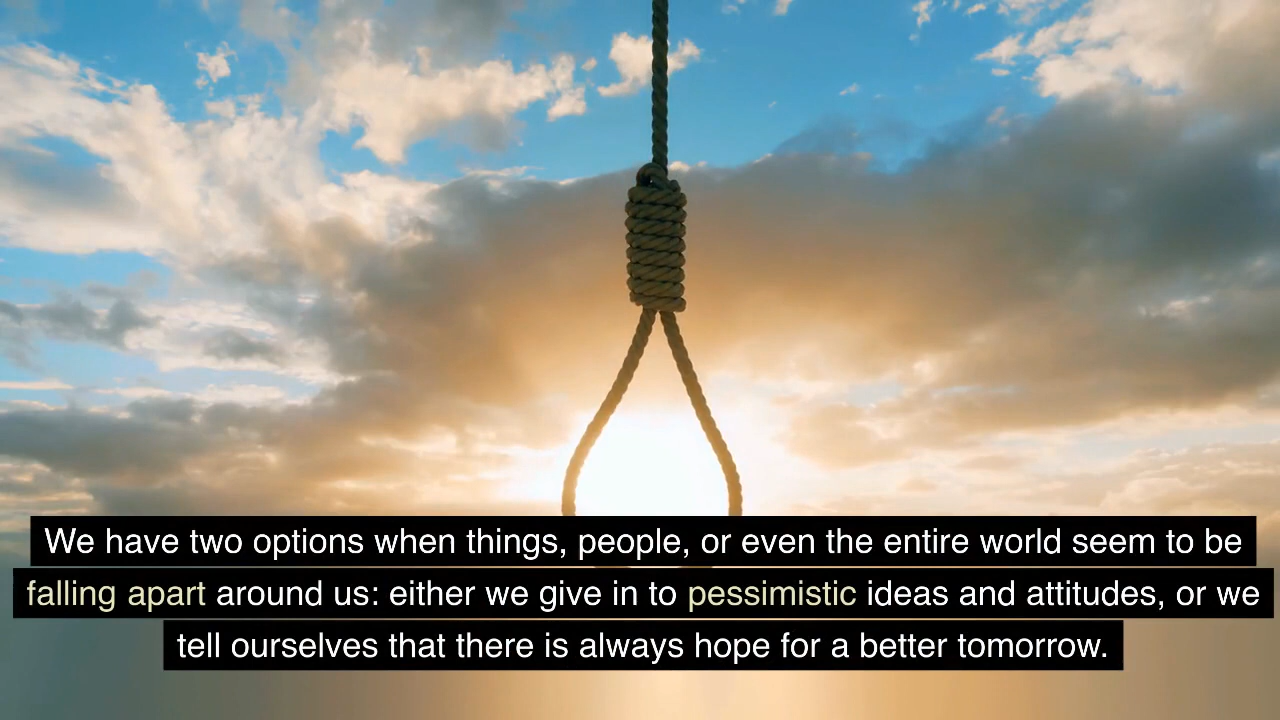 We have two options when things, people, or even the entire world seem to be
falling apart around us: either we give in to pessimistic ideas and attitudes, or we
tell ourselves that there is always hope for a better tomorrow.